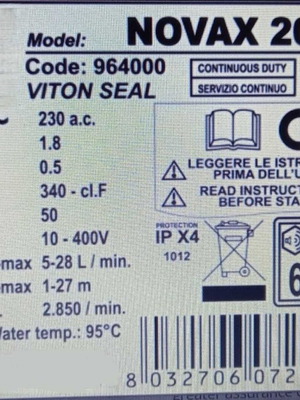 Model: NOVAX 20
Code: 964000
CONTINUOUS DUTY
VITON SEAL
SERVIZIO CONTINUO
~ 230 a.c.
1.8
0.5
340 - cl.F
50
10 - 400V
max 5-28 L / min.
max 1-27 m
2.850 / min.
Water temp.: 95°C
LEGGERE LE ISTR
PRIMA DELL'U
READ INSTRUCT
BEFORE STA
PROTECTION
IP X4
1012
6
8 032706 072